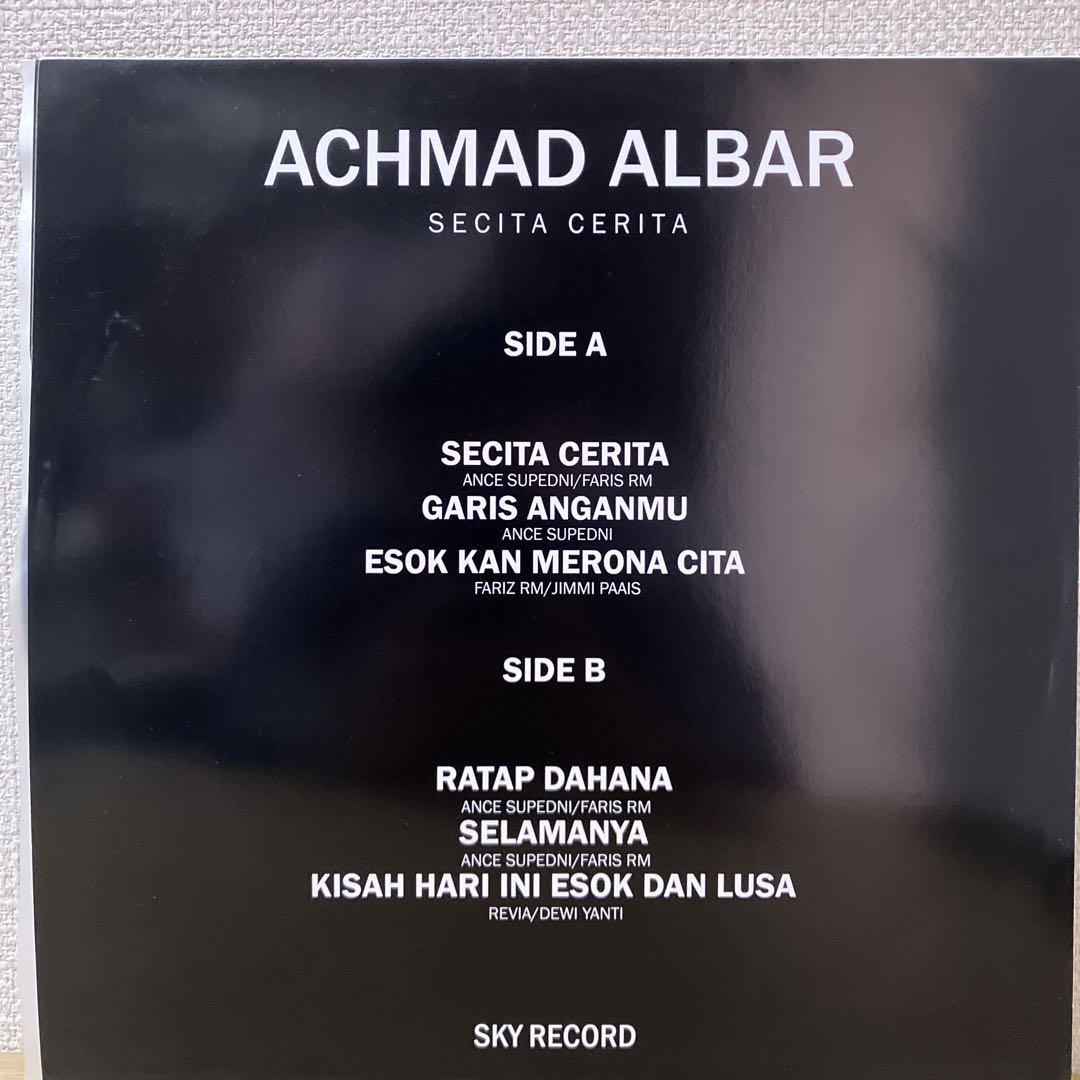 ACHMAD ALBAR
SECITA CERITA
SIDE A
SECITA CERITA
ANCE SUPEDNI/FARIS RM
GARIS ANGANMU
ANCE SUPEDNI
ESOK KAN MERONA CITA
FARIZ RM/JIMMI PAAIS
SIDE B
RATAP DAHANA
ANCE SUPEDNI/FARIS RM
SELAMANYA
ANCE SUPEDNI/FARIS RM
KISAH HARI INI ESOK DAN LUSA
REVIA/DEWI YANTI
SKY RECORD